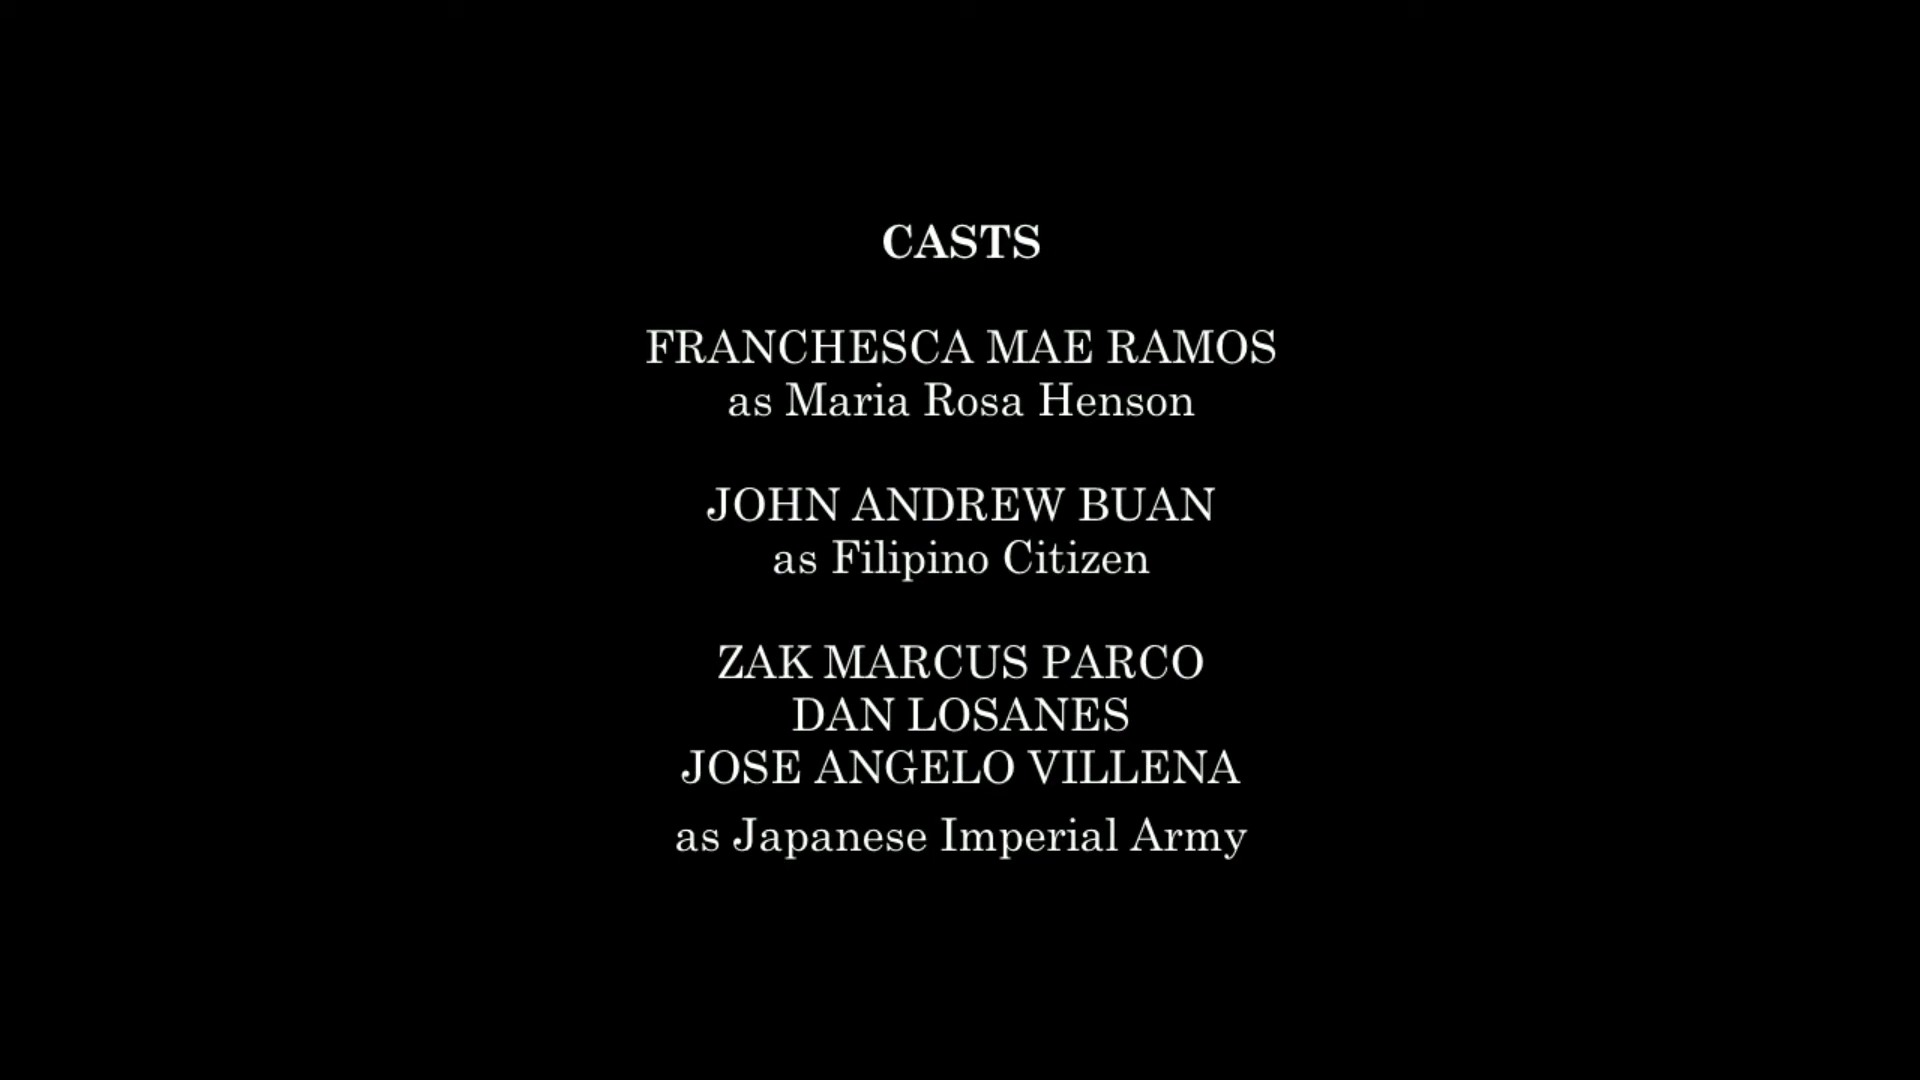 CASTS
FRANCHESCA MAE RAMOS
as Maria Rosa Henson
JOHN ANDREW BUAN
as Filipino Citizen
ZAK MARCUS PARCO
DAN LOSANES
JOSE ANGELO VILLENA
as Japanese Imperial Army